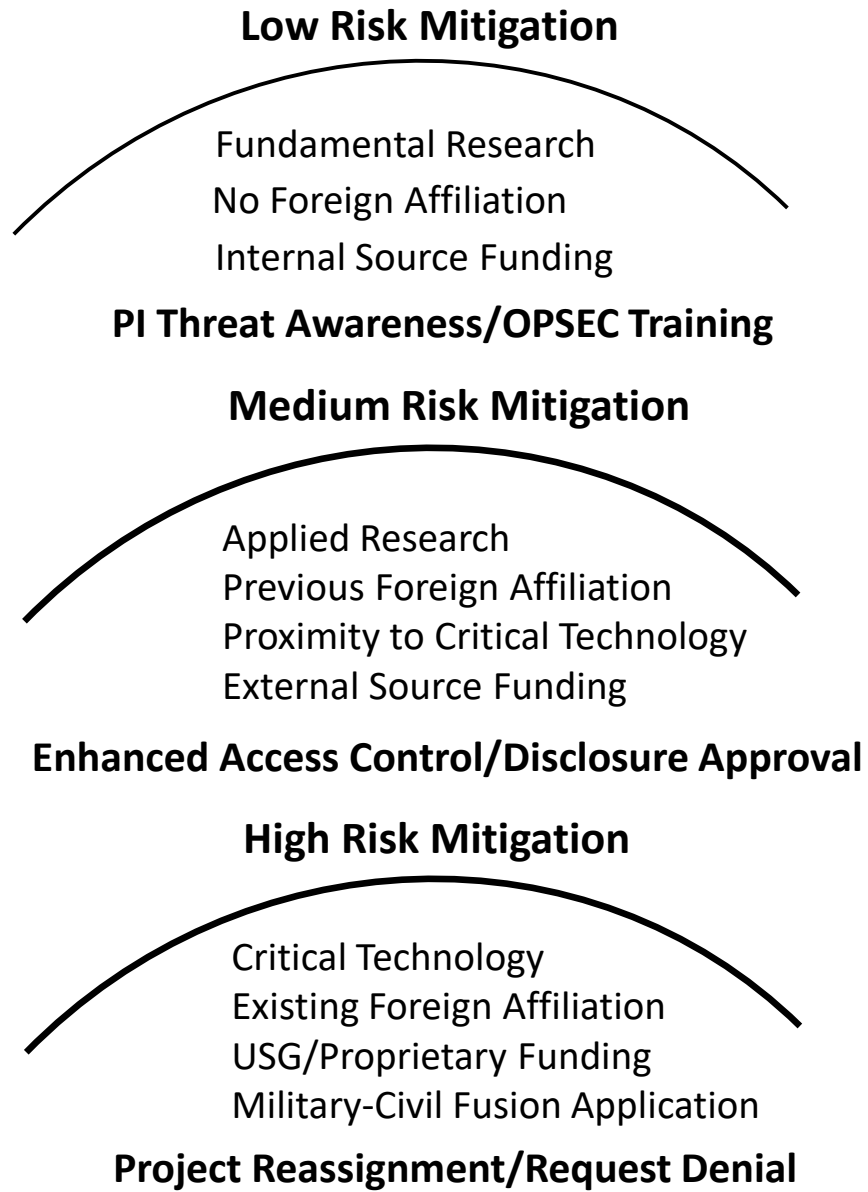 Low Risk Mitigation
Fundamental Research
No Foreign Affiliation
Internal Source Funding
PI Threat Awareness/OPSEC Training
Medium Risk Mitigation
Applied Research
Previous Foreign Affiliation
Proximity to Critical Technology
External Source Funding
Enhanced Access Control/Disclosure Approval
High Risk Mitigation
Critical Technology
Existing Foreign Affiliation
USG/Proprietary Funding
Military-Civil Fusion Application
Project Reassignment/Request Denial